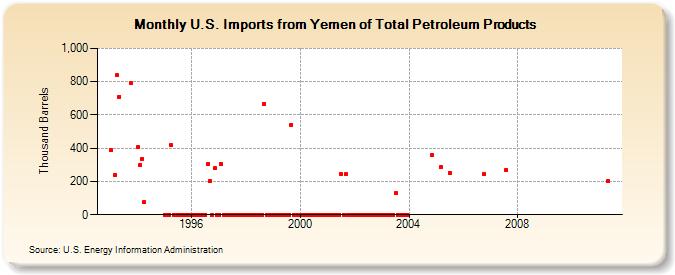 Monthly U.S. Imports from Yemen of Total Petroleum Products
Thousand Barrels
1,000
800
600
400
200
0
1996 2000 2004 2008
Source: U.S. Energy Information Administration